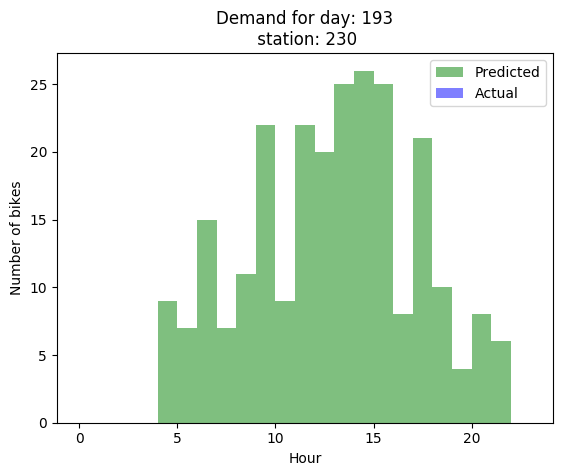 Demand for day: 193
station: 230
Predicted
Actual
25
20
15
10
5
0
Number of bikes
0
5
10
15
20
Hour